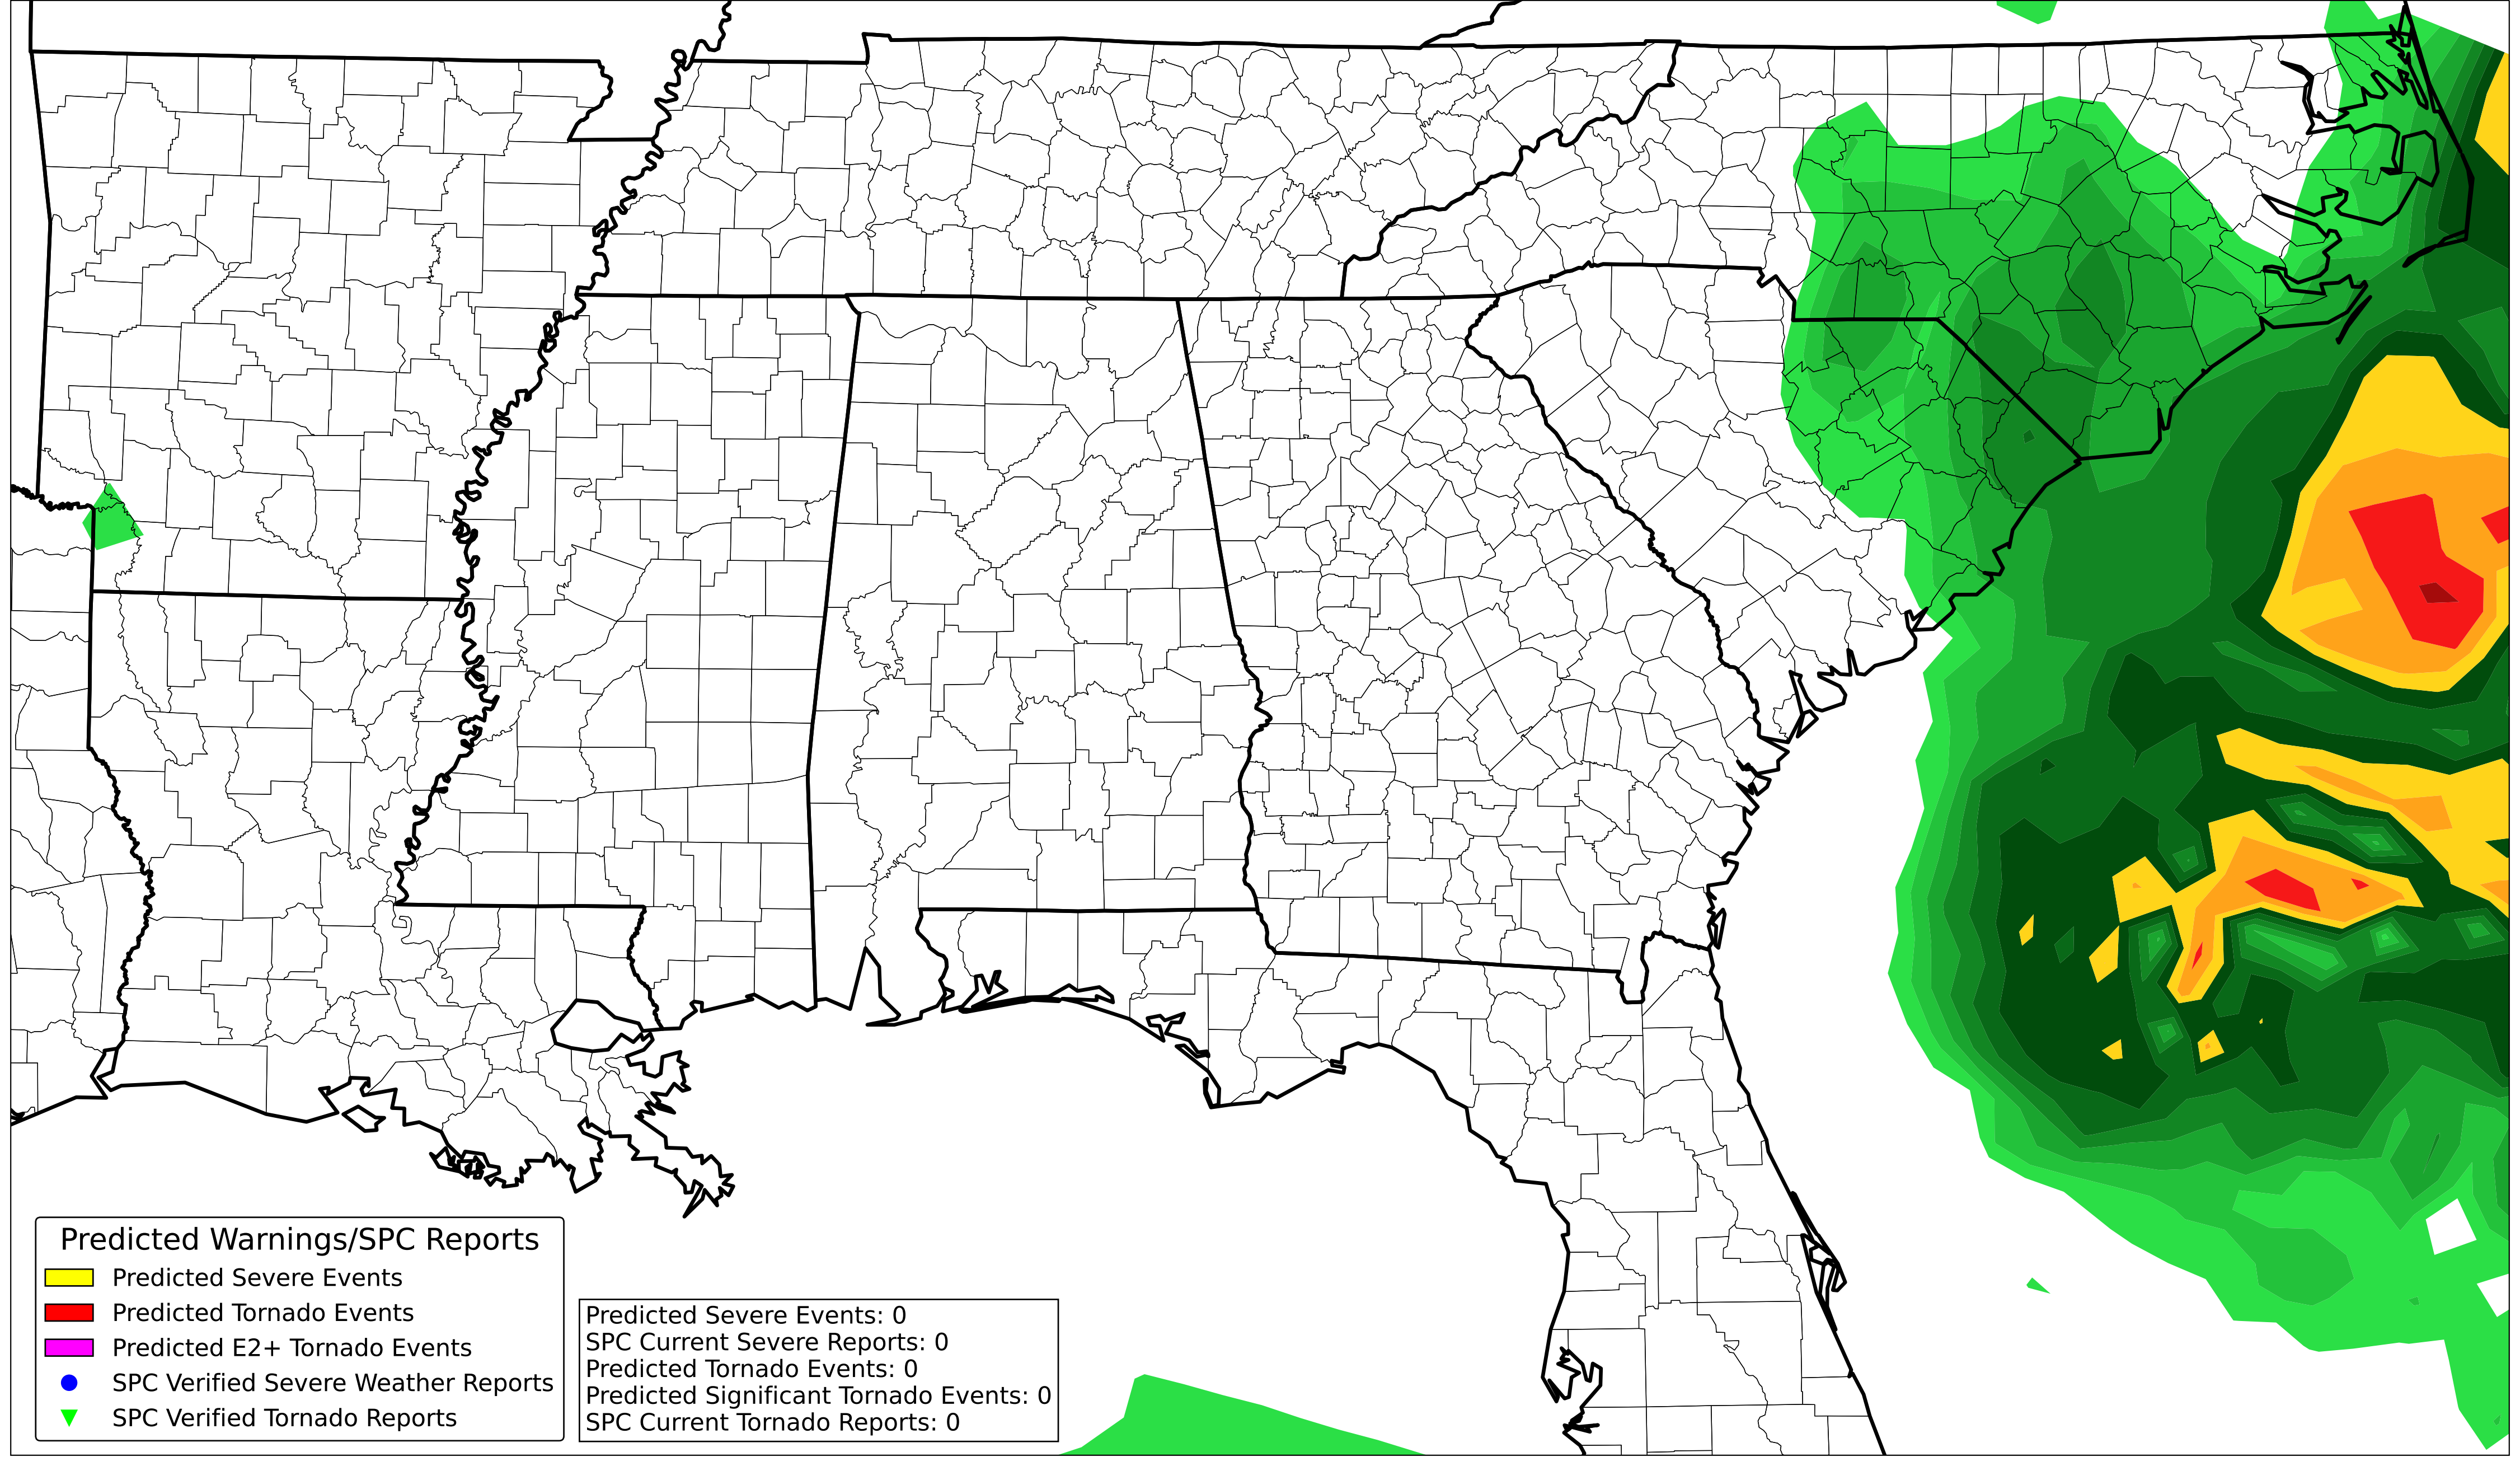 Predicted Warnings/SPC Reports
Predicted Severe Events
Predicted Tornado Events
Predicted E2+ Tornado Events
SPC Verified Severe Weather Reports
SPC Verified Tornado Reports
Predicted Severe Events: 0
SPC Current Severe Reports: 0
Predicted Tornado Events: 0
Predicted Significant Tornado Events: 0
SPC Current Tornado Reports: 0